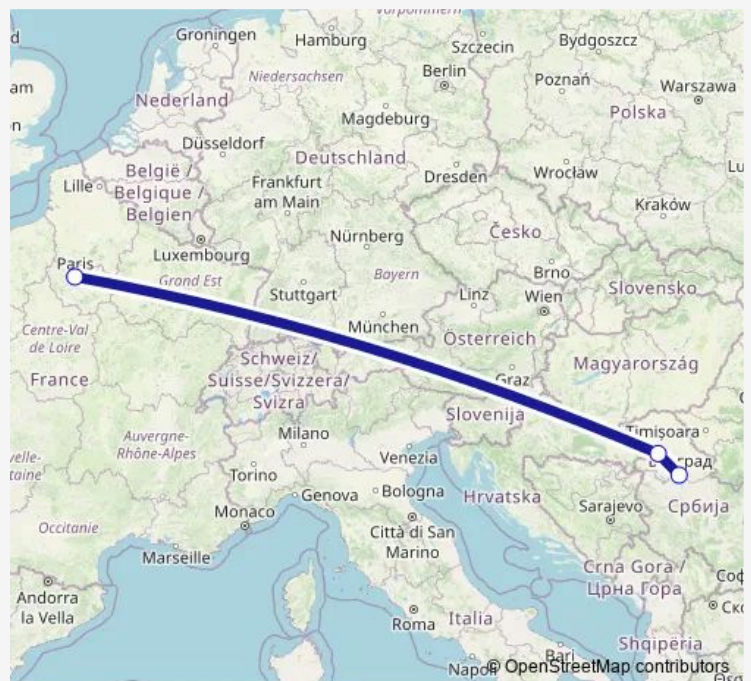 Vorpommern
Groningen
Hamburg
Szczecin
Bydgoszcz
Berlin
Niedersachsen
Poznań
Warszawa
Nederland
Magdeburg
Polska
Düsseldorf
Deutschland
België /
Belgique /
Belgien
Lille
Frankfurt
am Main
Dresden
Wrocław
Kraków
Luxembourg
Nürnberg
Česko
Paris
Grand Est
Bayern
Brno
Stuttgart
Linz
Wien
Slovensko
Centre-Val
de Loire
München
Österreich
Schweiz/
Suisse/Svizzera/
Svizra
Magyarország
France
Graz
Slovenija
Auvergne-
Rhône-Alpes
Milano
Timișoara
Venezia
Torino
Genova
Bologna
Hrvatska
Sarajevo
Србија
Monaco
Occitanie
Città di San
Marino
Marseille
Crna Gora /
Црна Гора
Andorra
la Vella
Roma
Italia
Shqipëria
Bari
Napoli
© OpenStreetMap contributors